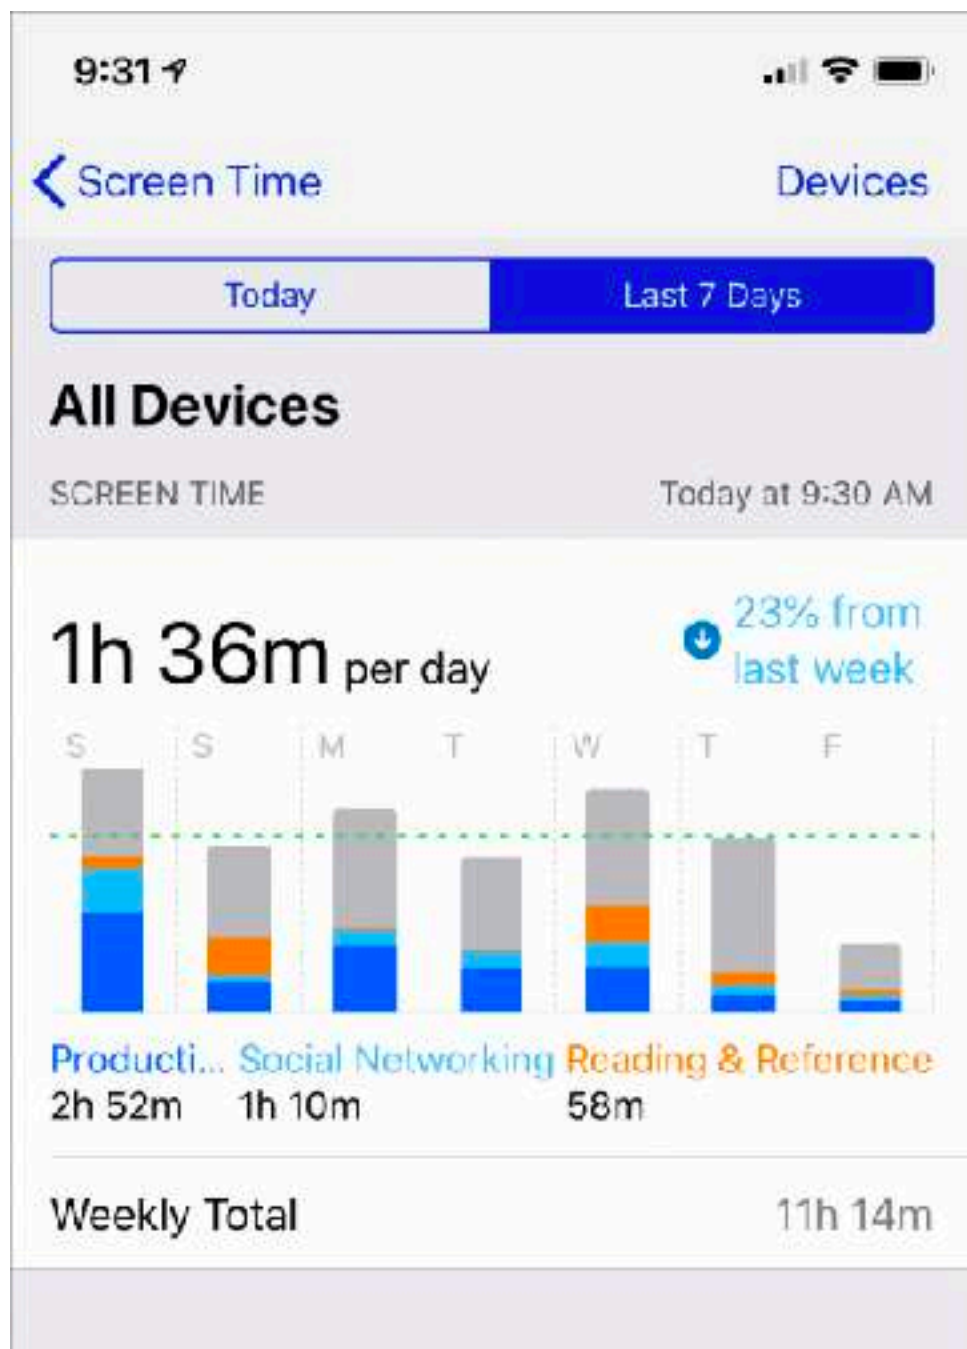 9:31
Screen Time Devices
Today Last 7 Days
All Devices
SCREEN TIME Today at 9:30 AM
23% from
1h 36m per day
last week
S S M T W T F
Producti... Social Networking Reading & Reference
2h 52m 1h 10m 58m
Weekly Total 11h 14m